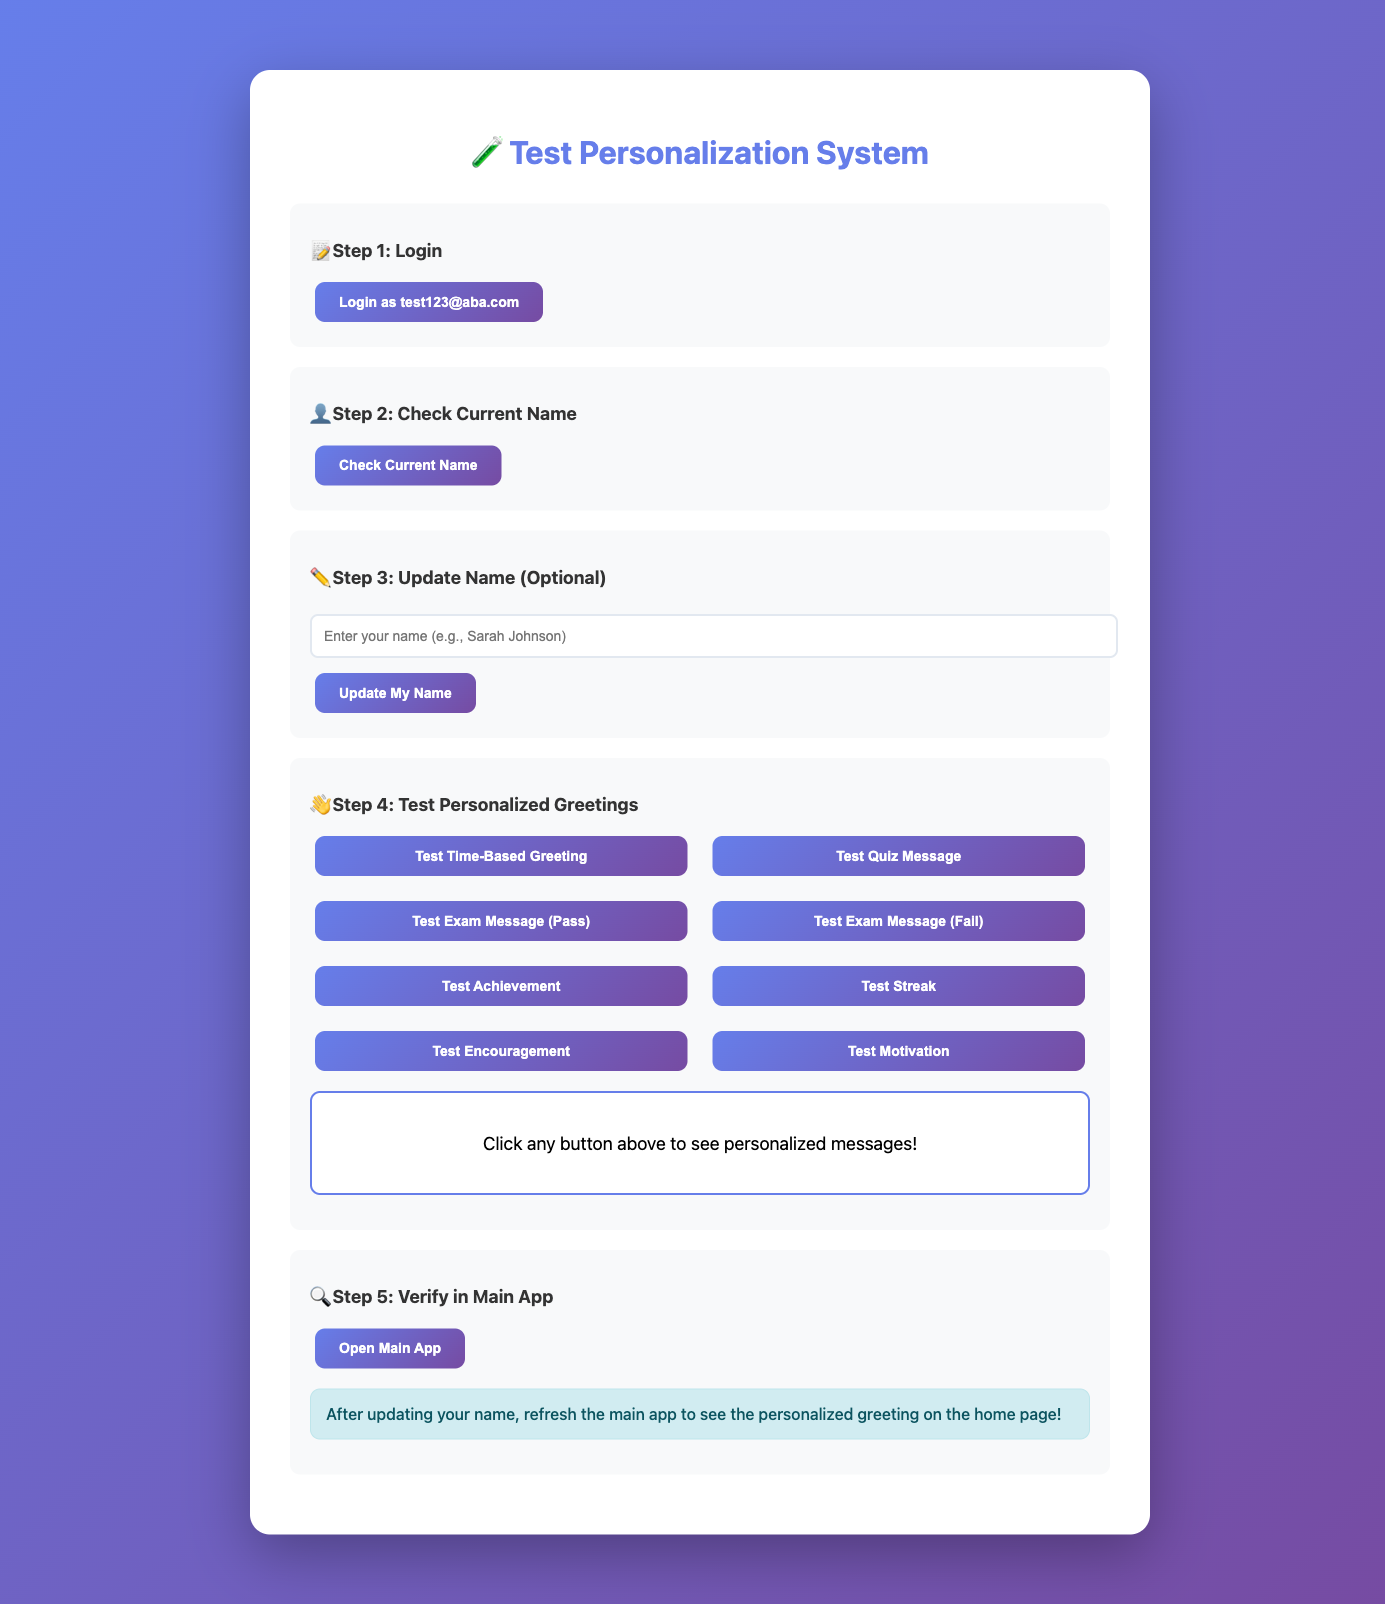 Test Personalization System
Step 1: Login
Login as test123@aba.com
Step 2: Check Current Name
Check Current Name
Step 3: Update Name (Optional)
Enter your name (e.g., Sarah Johnson)
Update My Name
Step 4: Test Personalized Greetings
Test Time-Based Greeting
Test Quiz Message
Test Exam Message (Pass)
Test Exam Message (Fail)
Test Achievement
Test Streak
Test Encouragement
Test Motivation
Click any button above to see personalized messages!
Step 5: Verify in Main App
Open Main App
After updating your name, refresh the main app to see the personalized greeting on the home page!